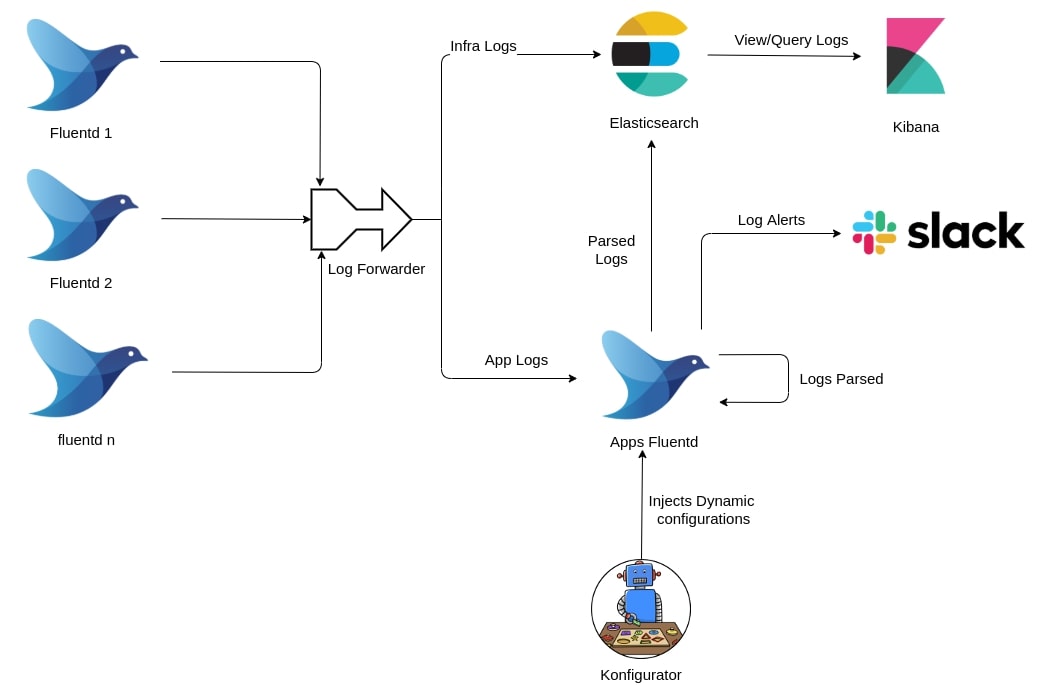 Infra Logs
View/Query Logs
Elasticsearch
Kibana
Fluentd 1
Fluentd 2
Log Forwarder
Parsed
Logs
Log Alerts
slack
App Logs
Logs Parsed
fluentd n
Apps Fluentd
Injects Dynamic
configurations
Konfigurator